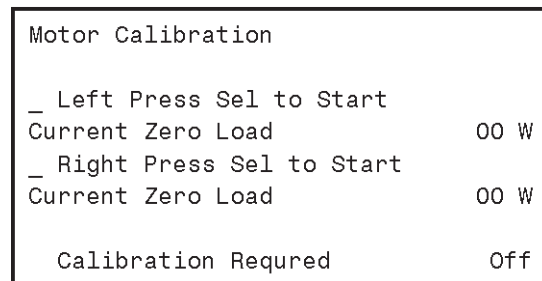 Motor Calibration
_ Left Press Sel to Start
Current Zero Load 00 W
_ Right Press Sel to Start
Current Zero Load 00 W
Calibration Requred Off